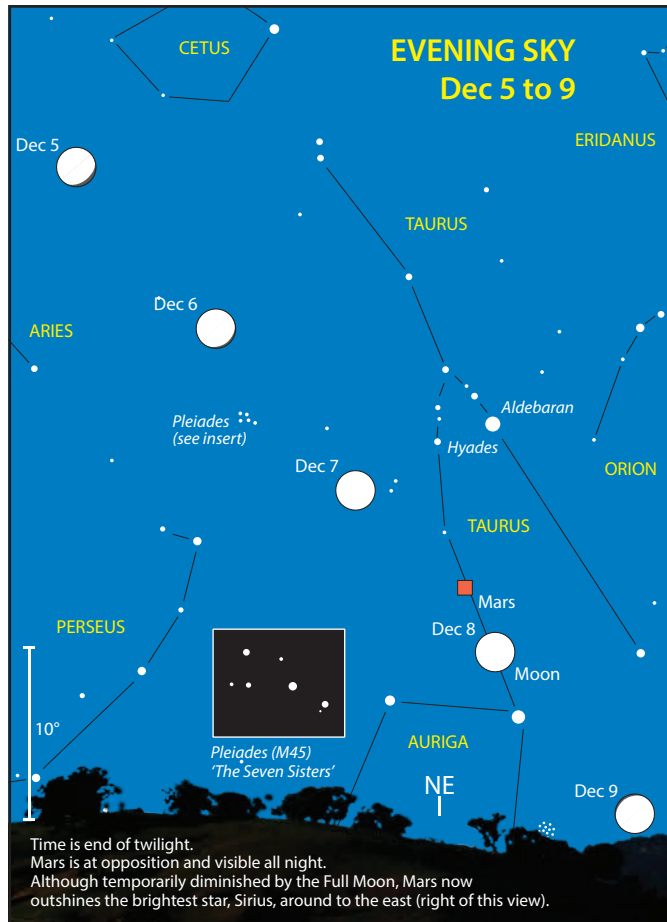 EVENING SKY
Dec 5 to 9
CETUS
ERIDANUS
Dec 5
TAURUS
Dec 6
ARIES
Aldebaran
Pleiades
(see insert)
Hyades
Dec 7
ORION
TAURUS
Mars
PERSEUS
Dec 8
Moon
10°
AURIGA
Pleiades (M45)
‘The Seven Sisters’
NE
Dec 9
Time is end of twilight.
Mars is at opposition and visible all night.
Although temporarily diminished by the Full Moon, Mars now
outshines the brightest star, Sirius, around to the east (right of this view).